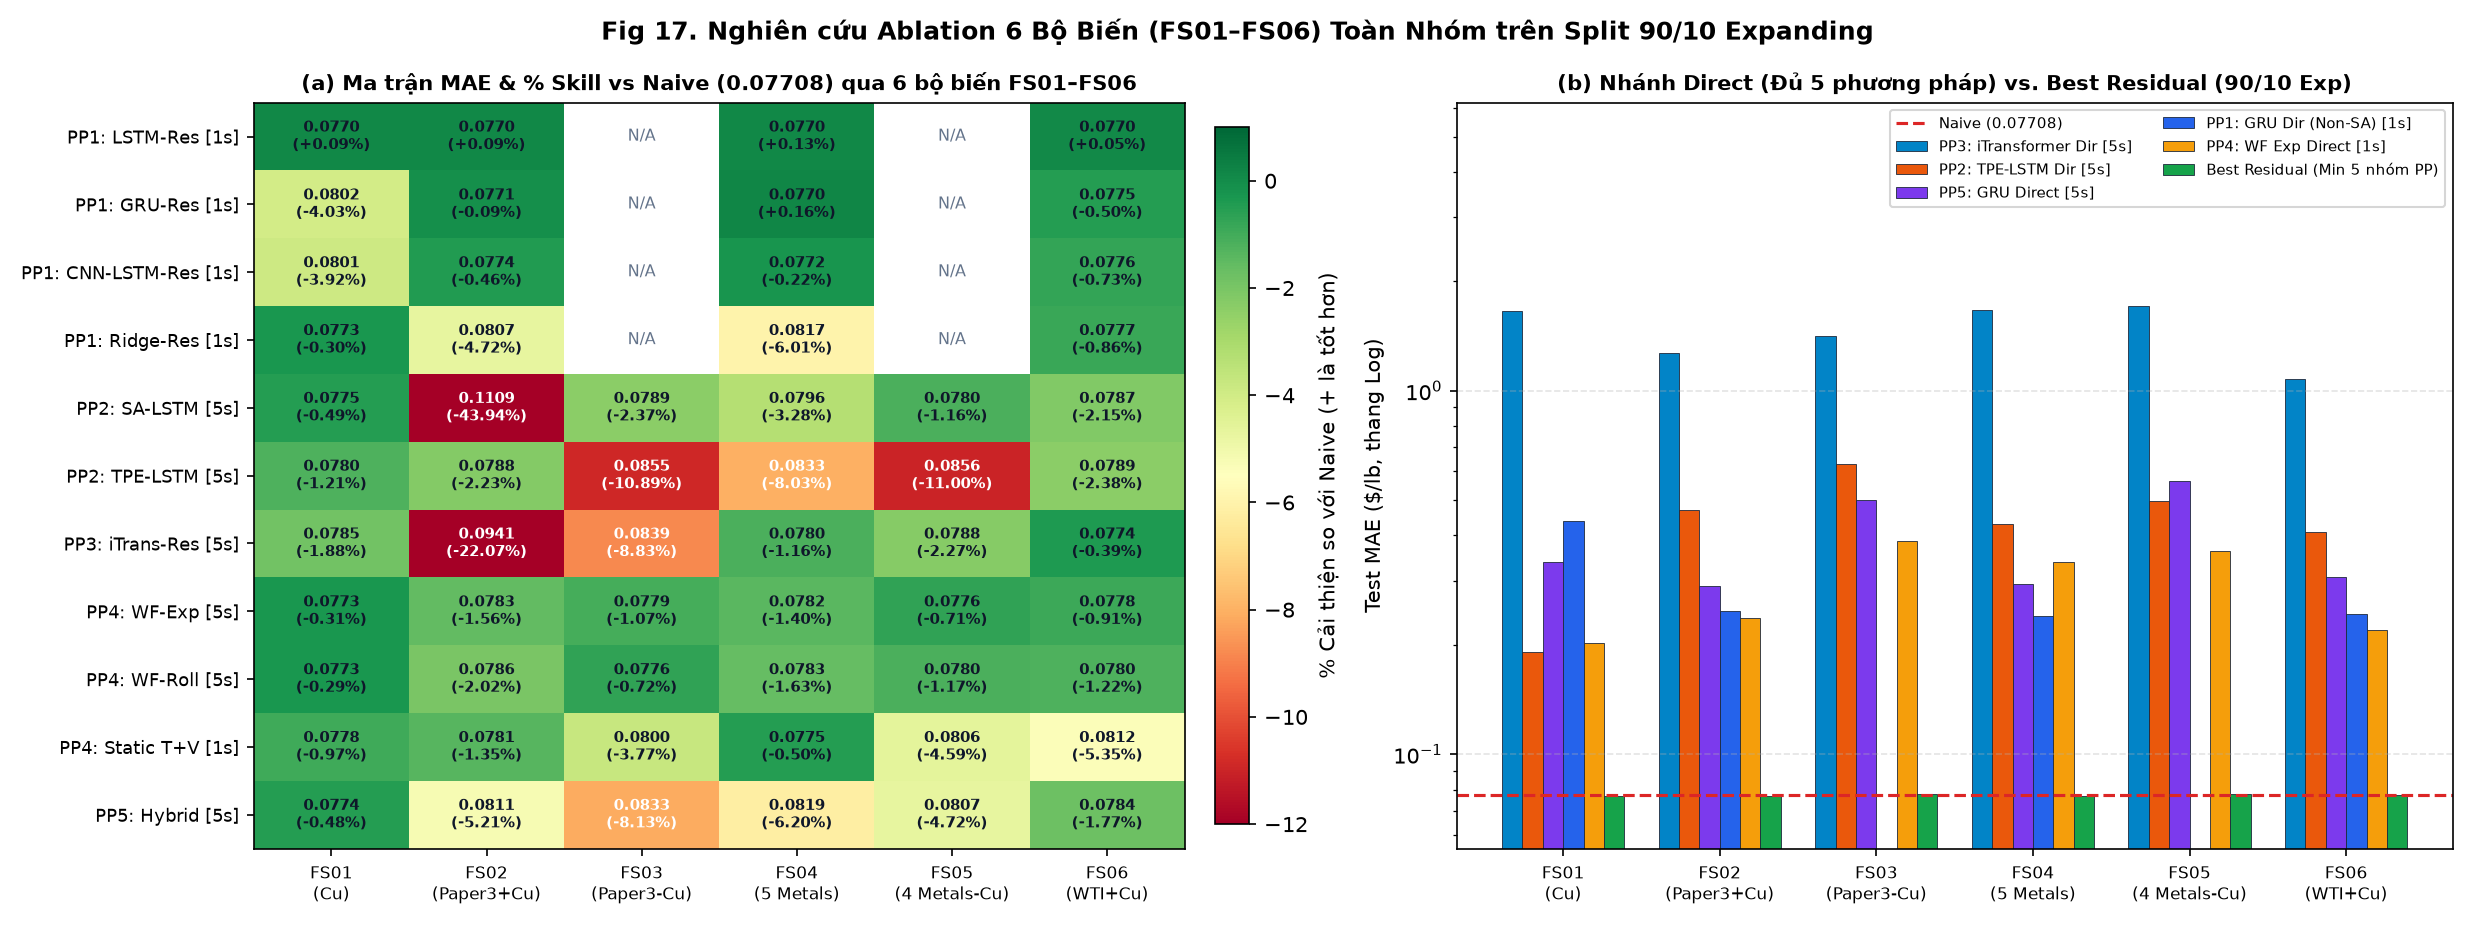 Fig 17. Nghiên cứu Ablation 6 Bộ Biến (FS01–FS06) Toàn Nhóm trên Split 90/10 Expanding
(a) Ma trận MAE & % Skill vs Naive (0.07708) qua 6 bộ biến FS01–FS06
PP1: LSTM-Res [1s]
0.0770 0.0770 N/A 0.0770 N/A 0.0770
(+0.09%) (+0.09%) (+0.13%) (+0.05%)
PP1: GRU-Res [1s]
0.0802 0.0771 N/A 0.0770 N/A 0.0775
(-4.03%) (-0.09%) (+0.16%) (-0.50%)
PP1: CNN-LSTM-Res [1s]
0.0801 0.0774 N/A 0.0772 N/A 0.0776
(-3.92%) (-0.46%) (-0.22%) (-0.73%)
PP1: Ridge-Res [1s]
0.0773 0.0807 N/A 0.0817 N/A 0.0777
(-0.30%) (-4.72%) (-6.01%) (-0.86%)
PP2: SA-LSTM [5s]
0.0775 0.1109 0.0789 0.0796 0.0780 0.0787
(-0.49%) (-43.94%) (-2.37%) (-3.28%) (-1.16%) (-2.15%)
PP2: TPE-LSTM [5s]
0.0780 0.0788 0.0855 0.0833 0.0856 0.0789
(-1.21%) (-2.23%) (-10.89%) (-8.03%) (-11.00%) (-2.38%)
PP3: iTrans-Res [5s]
0.0785 0.0941 0.0839 0.0780 0.0788 0.0774
(-1.88%) (-22.07%) (-8.83%) (-1.16%) (-2.27%) (-0.39%)
PP4: WF-Exp [5s]
0.0773 0.0783 0.0779 0.0782 0.0776 0.0778
(-0.31%) (-1.56%) (-1.07%) (-1.40%) (-0.71%) (-0.91%)
PP4: WF-Roll [5s]
0.0773 0.0786 0.0776 0.0783 0.0780 0.0780
(-0.29%) (-2.02%) (-0.72%) (-1.63%) (-1.17%) (-1.22%)
PP4: Static T+V [1s]
0.0778 0.0781 0.0800 0.0775 0.0806 0.0812
(-0.97%) (-1.35%) (-3.77%) (-0.50%) (-4.59%) (-5.35%)
PP5: Hybrid [5s]
0.0774 0.0811 0.0833 0.0819 0.0807 0.0784
(-0.48%) (-5.21%) (-8.13%) (-6.20%) (-4.72%) (-1.77%)
FS01 FS02 FS03 FS04 FS05 FS06
(Cu) (Paper3+Cu) (Paper3-Cu) (5 Metals) (4 Metals-Cu) (WTI+Cu)
0
−2
−4
−6
−8
−10
−12
% Cải thiện so với Naive (+ là tốt hơn)
(b) Nhánh Direct (Đủ 5 phương pháp) vs. Best Residual (90/10 Exp)
Naive (0.07708)
PP3: iTransformer Dir [5s]
PP2: TPE-LSTM Dir [5s]
PP5: GRU Direct [5s]
PP1: GRU Dir (Non-SA) [1s]
PP4: WF Exp Direct [1s]
Best Residual (Min 5 nhóm PP)
Test MAE ($/lb, thang Log)
10⁰
10⁻¹
FS01 FS02 FS03 FS04 FS05 FS06
(Cu) (Paper3+Cu) (Paper3-Cu) (5 Metals) (4 Metals-Cu) (WTI+Cu)